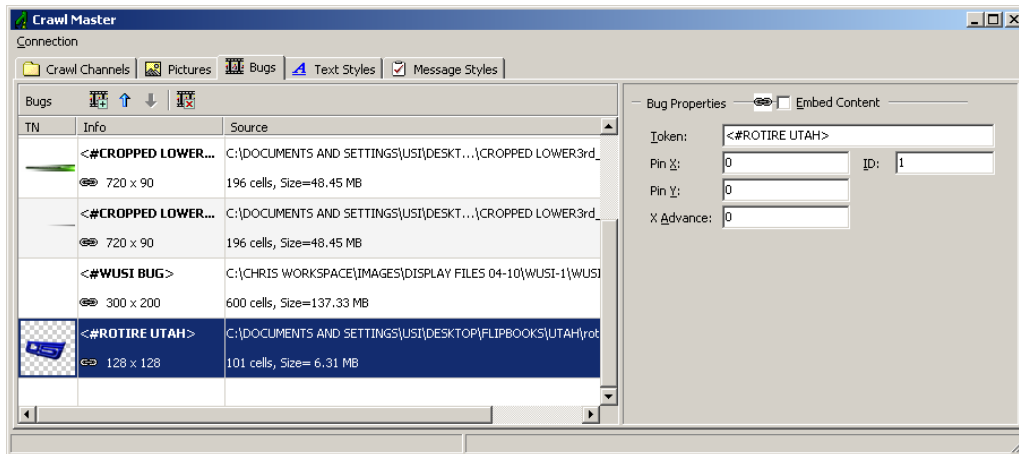 Crawl Master
Connection
Crawl Channels Pictures Bugs Text Styles Message Styles
Bugs
TN Info Source
<#CROPPED LOWER... C:\DOCUMENTS AND SETTINGS\USI\DESKT...\CROPPED LOWER3rd_
720 x 90 196 cells, Size=48.45 MB
<#CROPPED LOWER... C:\DOCUMENTS AND SETTINGS\USI\DESKT...\CROPPED LOWER3rd_
720 x 90 196 cells, Size=48.45 MB
<#WUSI BUG> C:\CHRIS WORKSPACE\IMAGES\DISPLAY FILES 04-10\WUSI-1\WUSI
300 x 200 600 cells, Size=137.33 MB
<#ROTIRE UTAH> C:\DOCUMENTS AND SETTINGS\USI\DESKTOP\FLIPBOOKS\UTAH\rot
128 x 128 101 cells, Size= 6.31 MB
Bug Properties Embed Content
Token: <#ROTIRE UTAH>
Pin X: 0 ID: 1
Pin Y: 0
X Advance: 0